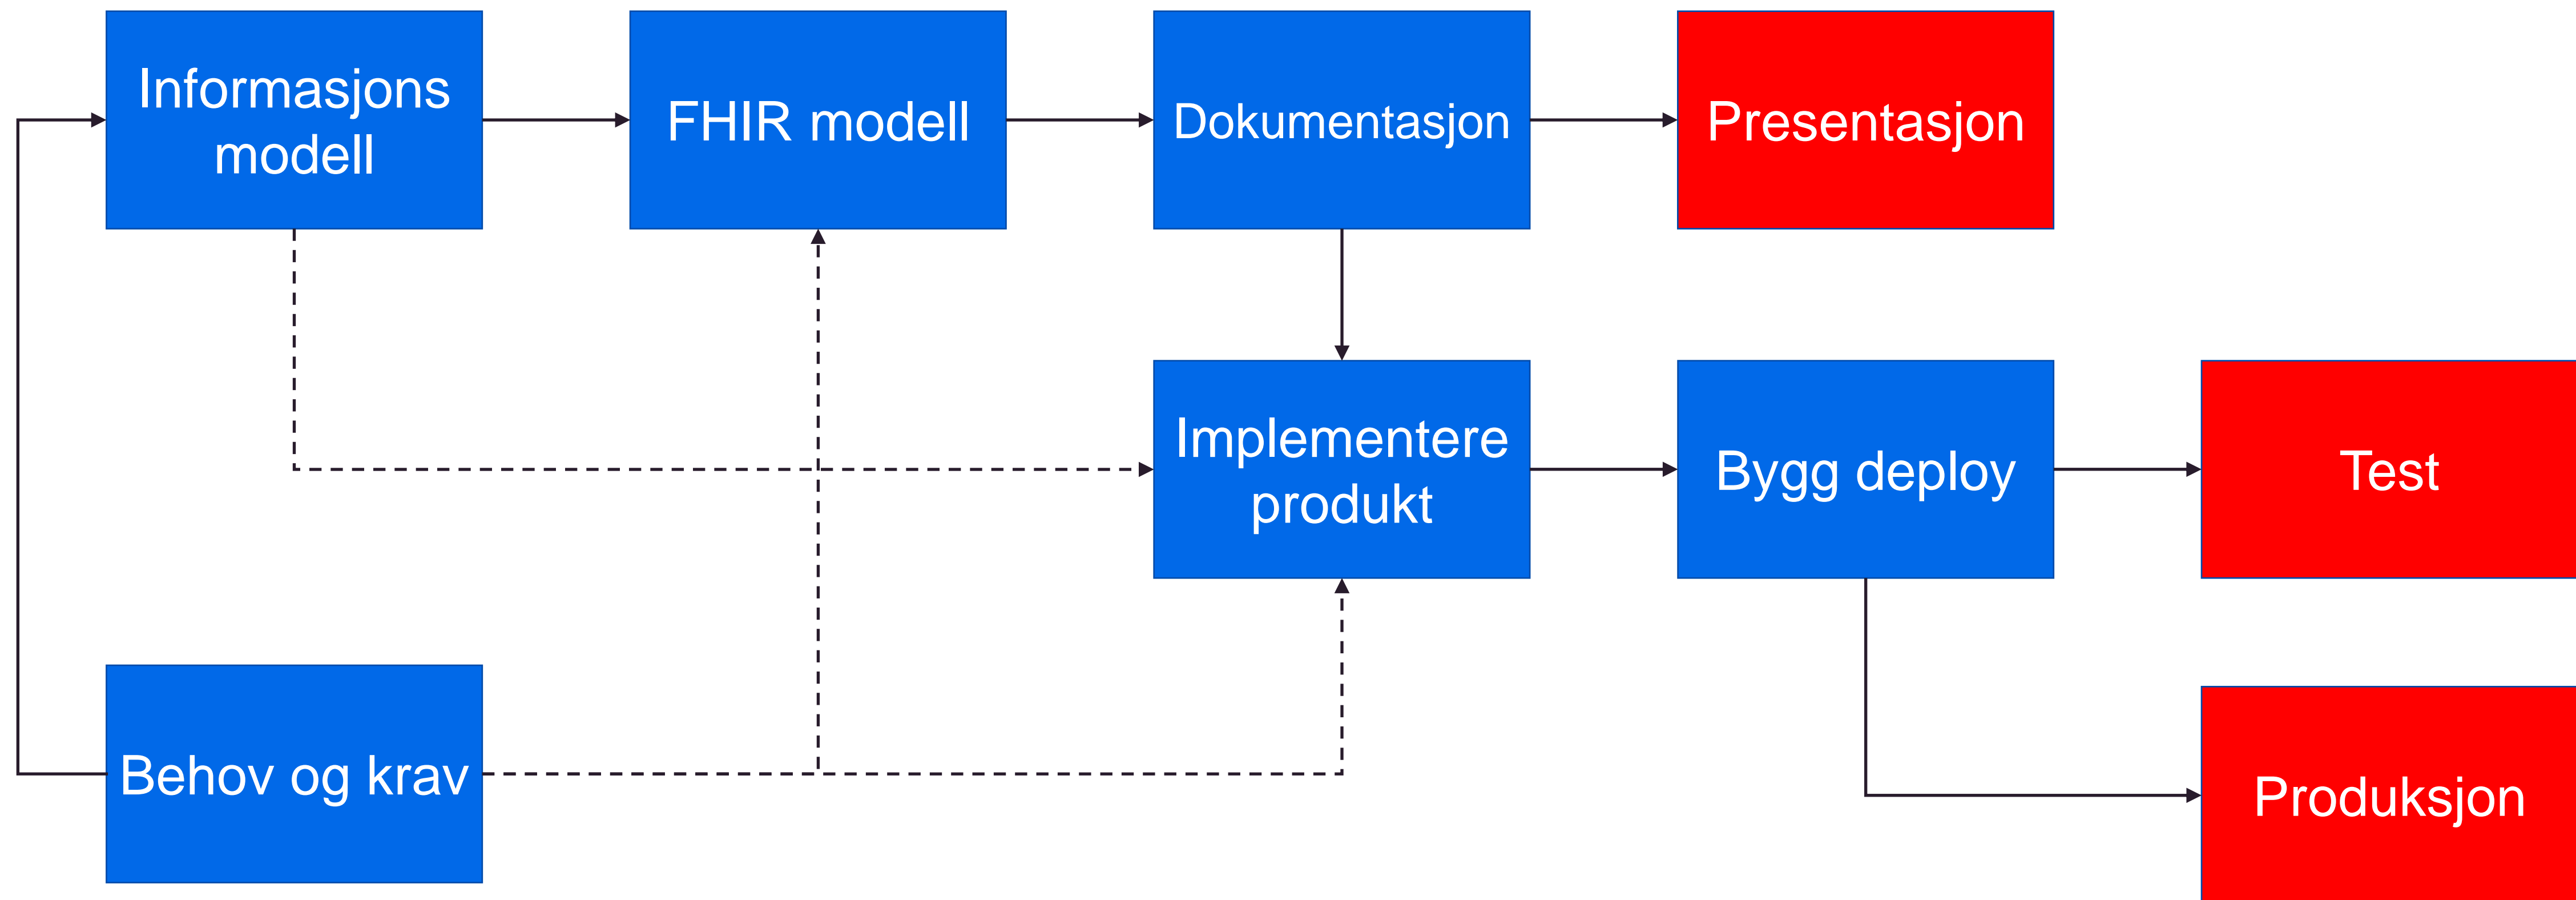 Informasjons
modell
FHIR modell
Dokumentasjon
Presentasjon
Implementere
produkt
Bygg deploy
Test
Behov og krav
Produksjon